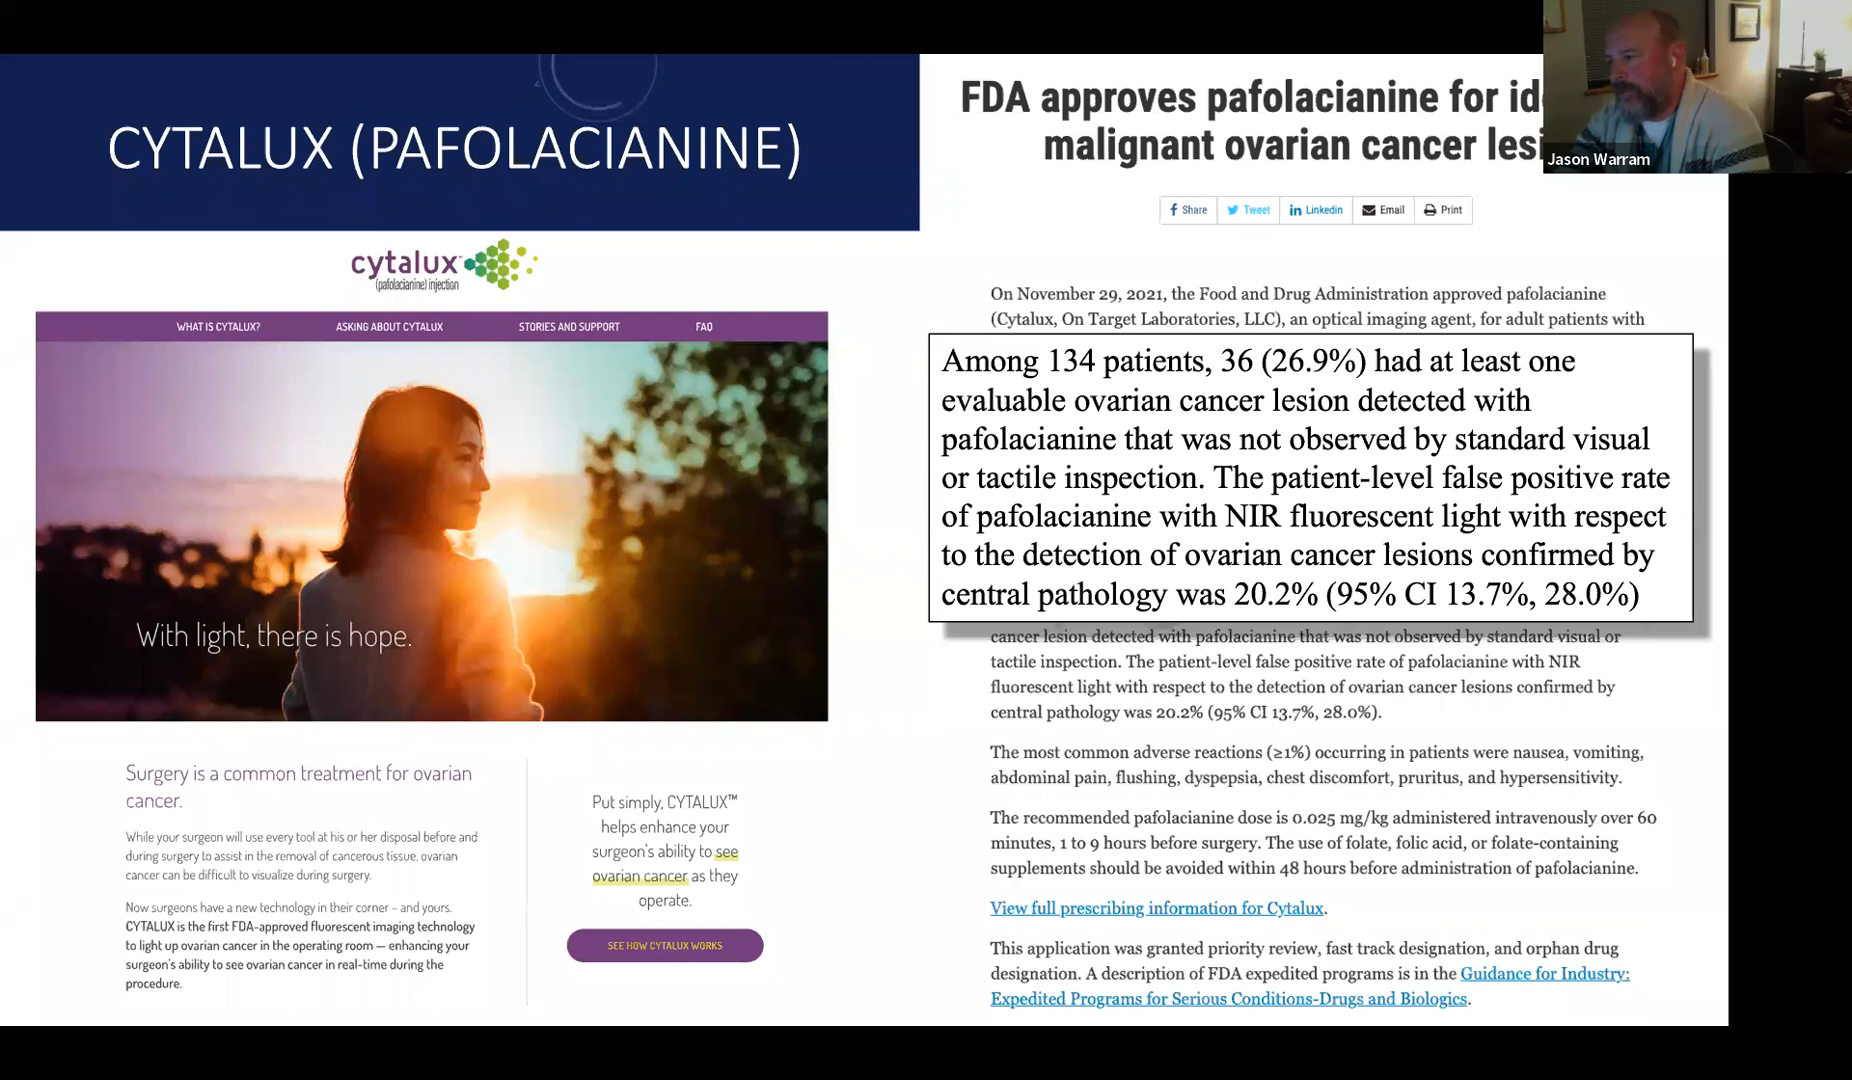 CYTALUX (PAFOLACIANINE)
cytalux™
(pafolacianine) injection
WHAT IS CYTALUX?
ASKING ABOUT CYTALUX
STORIES AND SUPPORT
FAQ
With light, there is hope.
Surgery is a common treatment for ovarian
cancer.
While your surgeon will use every tool at his or her disposal before and
during surgery to assist in the removal of cancerous tissue, ovarian
cancer can be difficult to visualize during surgery.
Now surgeons have a new technology in their corner – and yours.
CYTALUX is the first FDA-approved fluorescent imaging technology
to light up ovarian cancer in the operating room — enhancing your
surgeon's ability to see ovarian cancer in real-time during the
procedure.
Put simply, CYTALUX™
helps enhance your
surgeon's ability to see
ovarian cancer as they
operate.
SEE HOW CYTALUX WORKS
FDA approves pafolacianine for
malignant ovarian cancer
Share
Tweet
Linkedin
Email
Print
On November 29, 2021, the Food and Drug Administration approved pafolacianine
(Cytalux, On Target Laboratories, LLC), an optical imaging agent, for adult patients with
Among 134 patients, 36 (26.9%) had at least one
evaluable ovarian cancer lesion detected with
pafolacianine that was not observed by standard visual
or tactile inspection. The patient-level false positive rate
of pafolacianine with NIR fluorescent light with respect
to the detection of ovarian cancer lesions confirmed by
central pathology was 20.2% (95% CI 13.7%, 28.0%)
cancer lesion detected with pafolacianine that was not observed by standard visual or
tactile inspection. The patient-level false positive rate of pafolacianine with NIR
fluorescent light with respect to the detection of ovarian cancer lesions confirmed by
central pathology was 20.2% (95% CI 13.7%, 28.0%).
The most common adverse reactions (≥1%) occurring in patients were nausea, vomiting,
abdominal pain, flushing, dyspepsia, chest discomfort, pruritus, and hypersensitivity.
The recommended pafolacianine dose is 0.025 mg/kg administered intravenously over 60
minutes, 1 to 9 hours before surgery. The use of folate, folic acid, or folate-containing
supplements should be avoided within 48 hours before administration of pafolacianine.
View full prescribing information for Cytalux.
This application was granted priority review, fast track designation, and orphan drug
designation. A description of FDA expedited programs is in the Guidance for Industry:
Expedited Programs for Serious Conditions-Drugs and Biologics.
Jason Warram